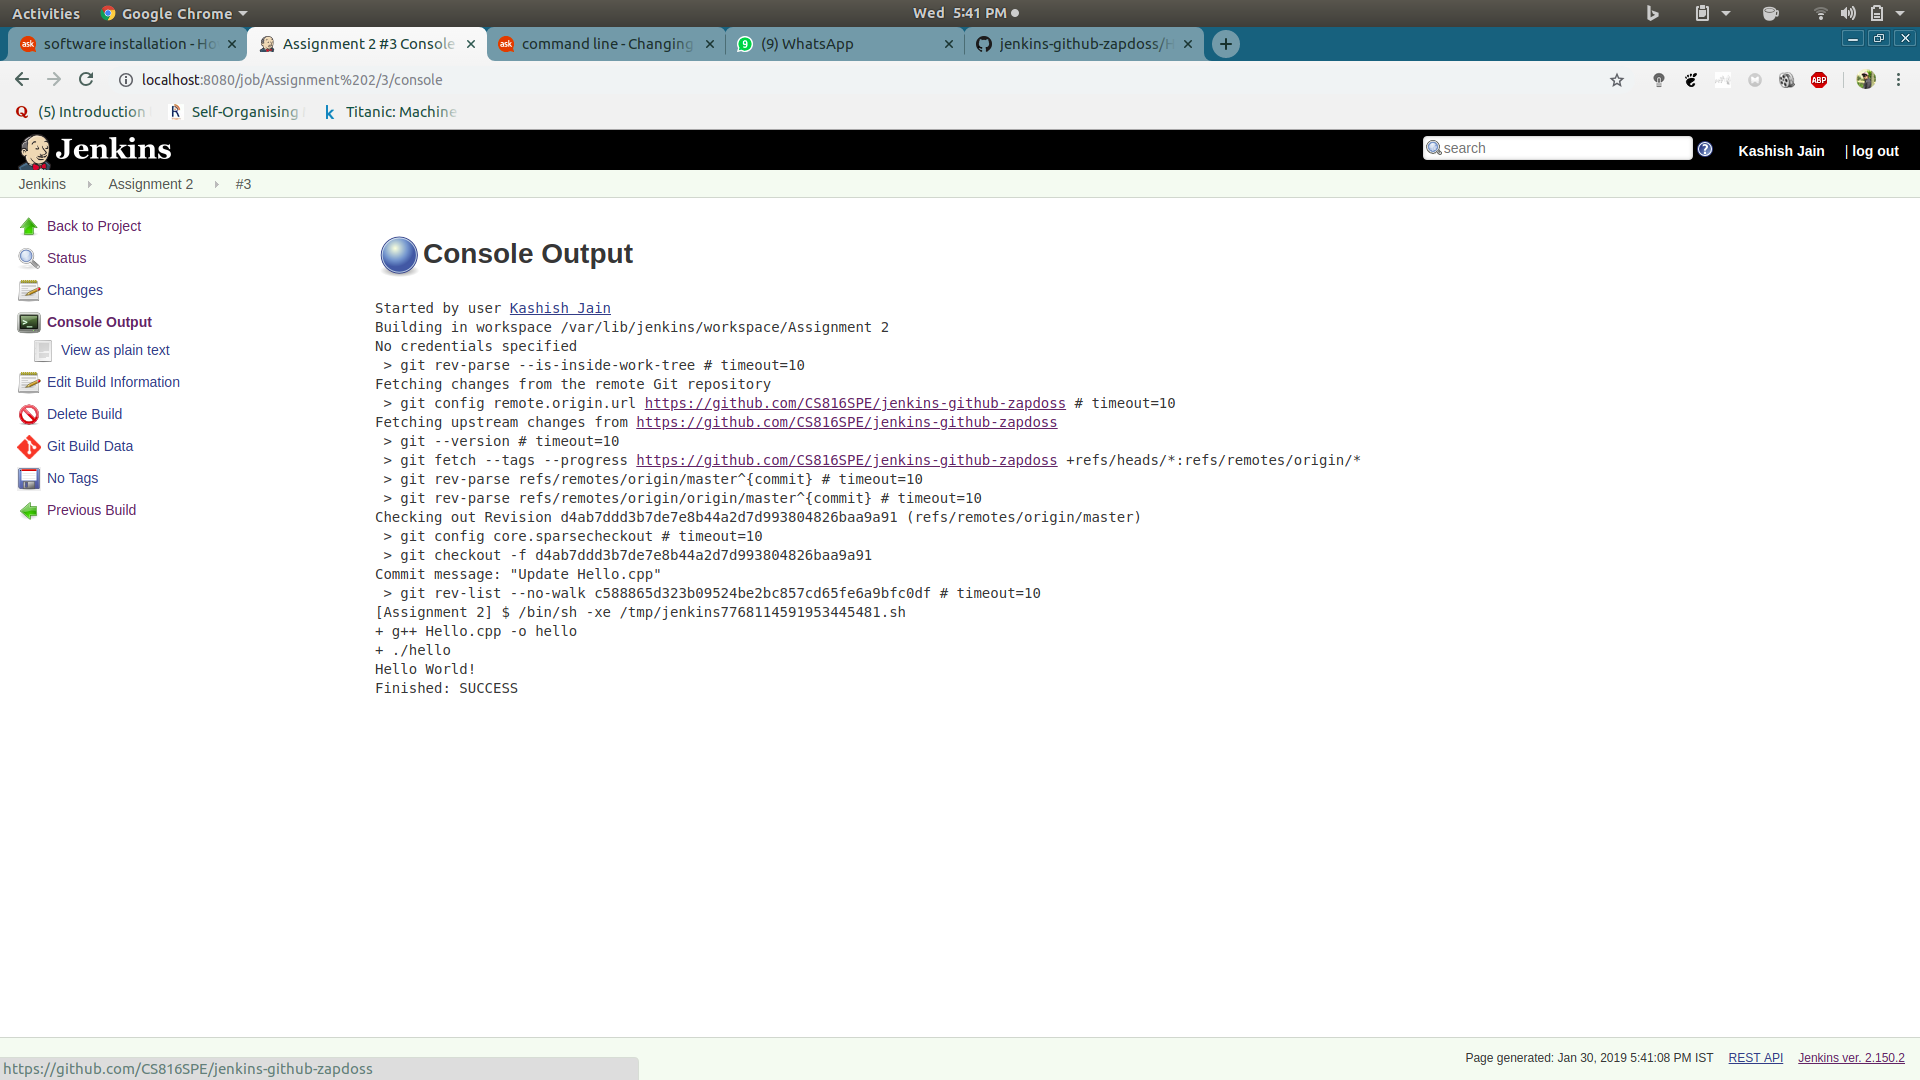 Activities Google Chrome Wed 5:41 PM
software installation - Ho Assignment 2 #3 Console command line - Changing (9) WhatsApp jenkins-github-zapdoss/H
localhost:8080/job/Assignment%202/3/console ABP
(5) Introduction Self-Organising Titanic: Machine
Jenkins search Kashish Jain | log out
Jenkins Assignment 2 #3
Back to Project
Status
Changes
Console Output
View as plain text
Edit Build Information
Delete Build
Git Build Data
No Tags
Previous Build
Console Output
Started by user Kashish Jain
Building in workspace /var/lib/jenkins/workspace/Assignment 2
No credentials specified
> git rev-parse --is-inside-work-tree # timeout=10
Fetching changes from the remote Git repository
> git config remote.origin.url https://github.com/CS816SPE/jenkins-github-zapdoss # timeout=10
Fetching upstream changes from https://github.com/CS816SPE/jenkins-github-zapdoss
> git --version # timeout=10
> git fetch --tags --progress https://github.com/CS816SPE/jenkins-github-zapdoss +refs/heads/*:refs/remotes/origin/*
> git rev-parse refs/remotes/origin/master^{commit} # timeout=10
> git rev-parse refs/remotes/origin/origin/master^{commit} # timeout=10
Checking out Revision d4ab7ddd3b7de7e8b44a2d7d993804826baa9a91 (refs/remotes/origin/master)
> git config core.sparsecheckout # timeout=10
> git checkout -f d4ab7ddd3b7de7e8b44a2d7d993804826baa9a91
Commit message: "Update Hello.cpp"
> git rev-list --no-walk c588865d323b09524be2bc857cd65fe6a9bfc0df # timeout=10
[Assignment 2] $ /bin/sh -xe /tmp/jenkins7768114591953445481.sh
+ g++ Hello.cpp -o hello
+ ./hello
Hello World!
Finished: SUCCESS
Page generated: Jan 30, 2019 5:41:08 PM IST REST API Jenkins ver. 2.150.2
https://github.com/CS816SPE/jenkins-github-zapdoss